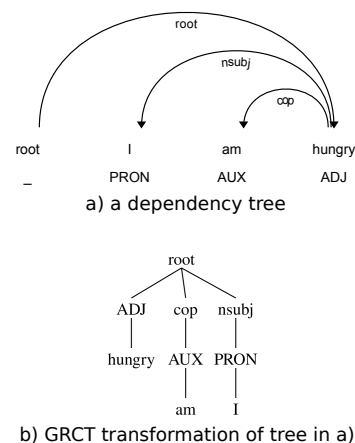 root
nsubj
cop
root I am hungry
_ PRON AUX ADJ
a) a dependency tree
root
ADJ cop nsubj
hungry AUX PRON
am I
b) GRCT transformation of tree in a)